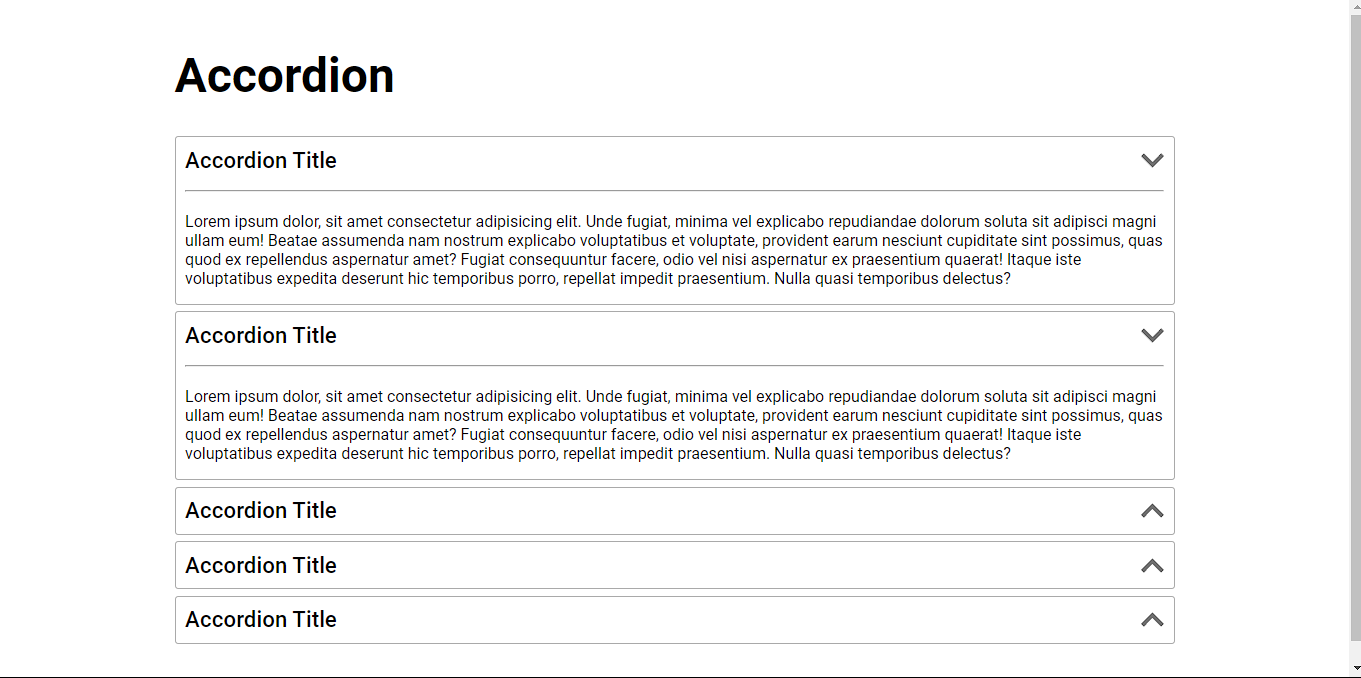 Accordion
Accordion Title
Lorem ipsum dolor, sit amet consectetur adipisicing elit. Unde fugiat, minima vel explicabo repudiandae dolorum soluta sit adipisci magni
ullam eum! Beatae assumenda nam nostrum explicabo voluptatibus et voluptate, provident earum nesciunt cupiditate sint possimus, quas
quod ex repellendus aspernatur amet? Fugiat consequuntur facere, odio vel nisi aspernatur ex praesentium quaerat! Itaque iste
voluptatibus expedita deserunt hic temporibus porro, repellat impedit praesentium. Nulla quasi temporibus delectus?
Accordion Title
Lorem ipsum dolor, sit amet consectetur adipisicing elit. Unde fugiat, minima vel explicabo repudiandae dolorum soluta sit adipisci magni
ullam eum! Beatae assumenda nam nostrum explicabo voluptatibus et voluptate, provident earum nesciunt cupiditate sint possimus, quas
quod ex repellendus aspernatur amet? Fugiat consequuntur facere, odio vel nisi aspernatur ex praesentium quaerat! Itaque iste
voluptatibus expedita deserunt hic temporibus porro, repellat impedit praesentium. Nulla quasi temporibus delectus?
Accordion Title
Accordion Title
Accordion Title